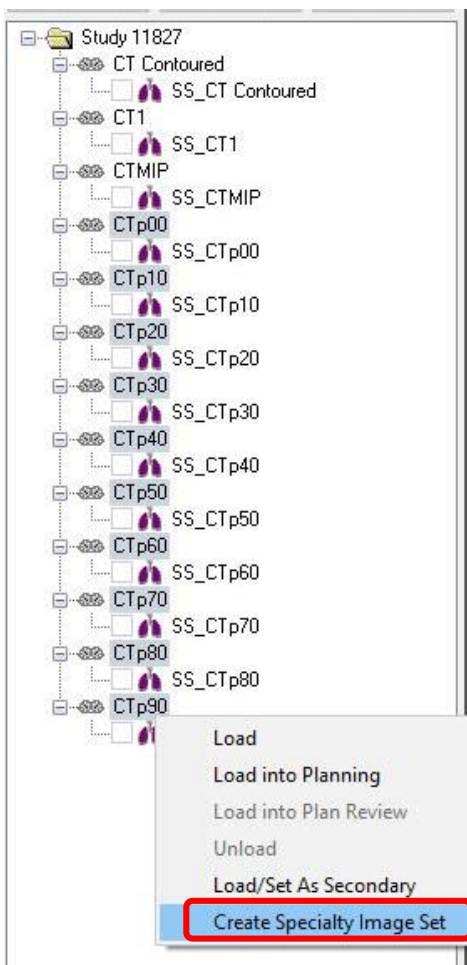 Study 11827
CT Contoured
SS_CT Contoured
CT1
SS_CT1
CTMIP
SS_CTMIP
CTp00
SS_CTp00
CTp10
SS_CTp10
CTp20
SS_CTp20
CTp30
SS_CTp30
CTp40
SS_CTp40
CTp50
SS_CTp50
CTp60
SS_CTp60
CTp70
SS_CTp70
CTp80
SS_CTp80
CTp90
Load
Load into Planning
Load into Plan Review
Unload
Load/Set As Secondary
Create Specialty Image Set